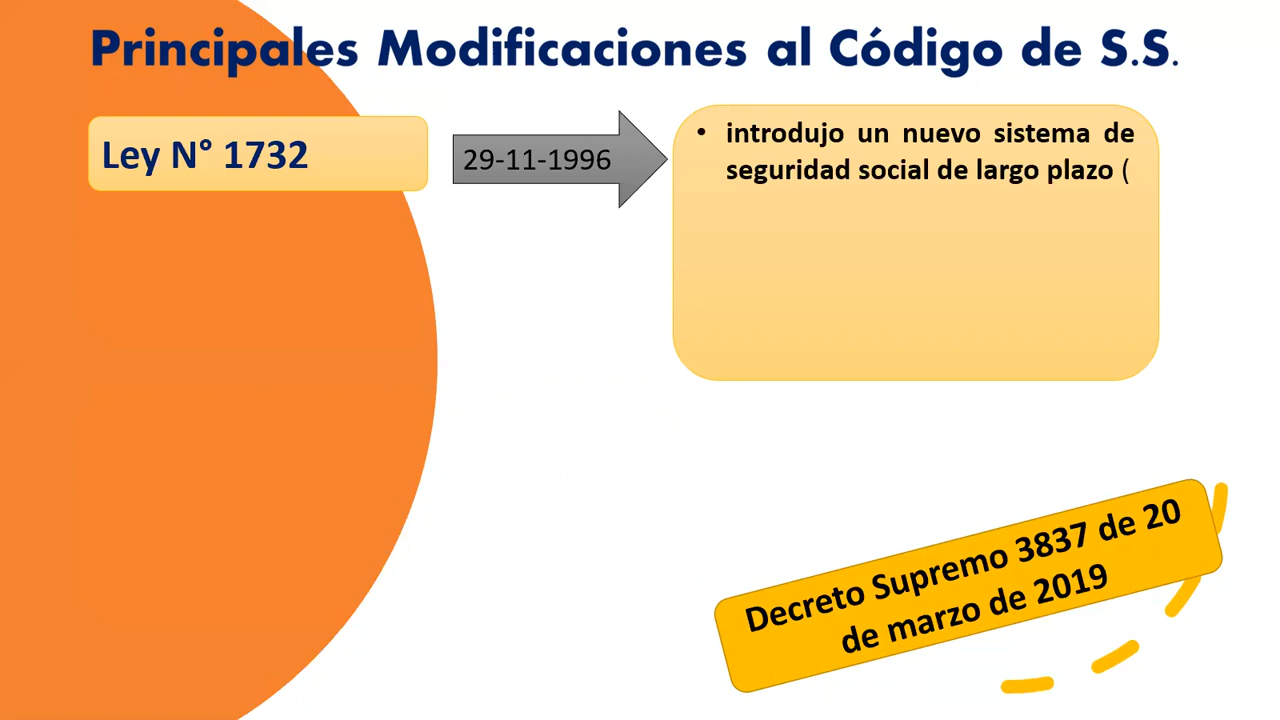 Principales Modificaciones al Código de S.S.
Ley N° 1732
29-11-1996
• introdujo un nuevo sistema de
seguridad social de largo plazo (
Decreto Supremo 3837 de 20
de marzo de 2019